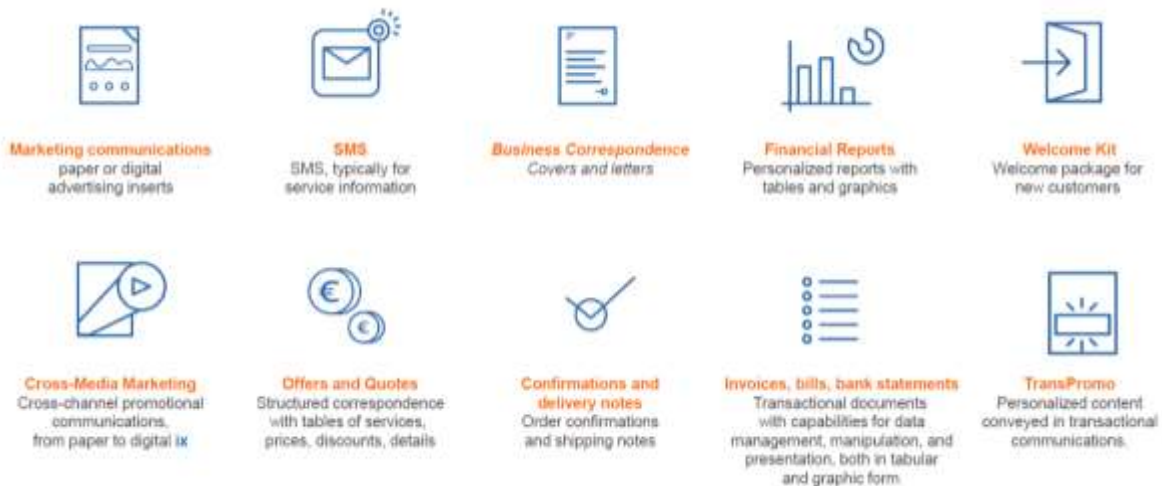 Marketing communications
paper or digital
advertising inserts
SMS
SMS, typically for
service information
Business Correspondence
Covers and letters
Financial Reports
Personalized reports with
tables and graphics
Welcome Kit
Welcome package for
new customers
Cross-Media Marketing
Cross-channel promotional
communications,
from paper to digital ix
Offers and Quotes
Structured correspondence
with tables of services,
prices, discounts, details
Confirmations and
delivery notes
Order confirmations
and shipping notes
Invoices, bills, bank statements
Transactional documents
with capabilities for data
management, manipulation, and
presentation, both in tabular
and graphic form
TransPromo
Personalized content
conveyed in transactional
communications.